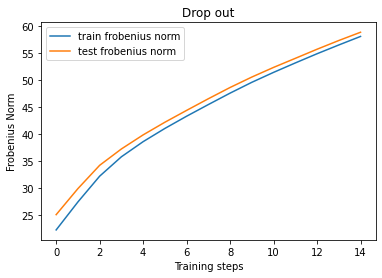 Drop out
train frobenius norm
test frobenius norm
Frobenius Norm
60
55
50
45
40
35
30
25
0 2 4 6 8 10 12 14
Training steps